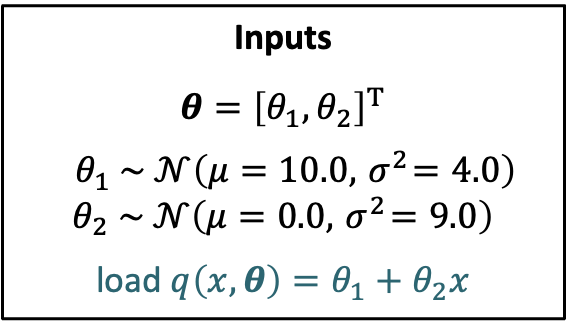 Inputs
𝜽 = [θ₁, θ₂]ᵀ
θ₁ ~ 𝒩(μ = 10.0, σ² = 4.0)
θ₂ ~ 𝒩(μ = 0.0, σ² = 9.0)
load q(x, 𝜽) = θ₁ + θ₂x